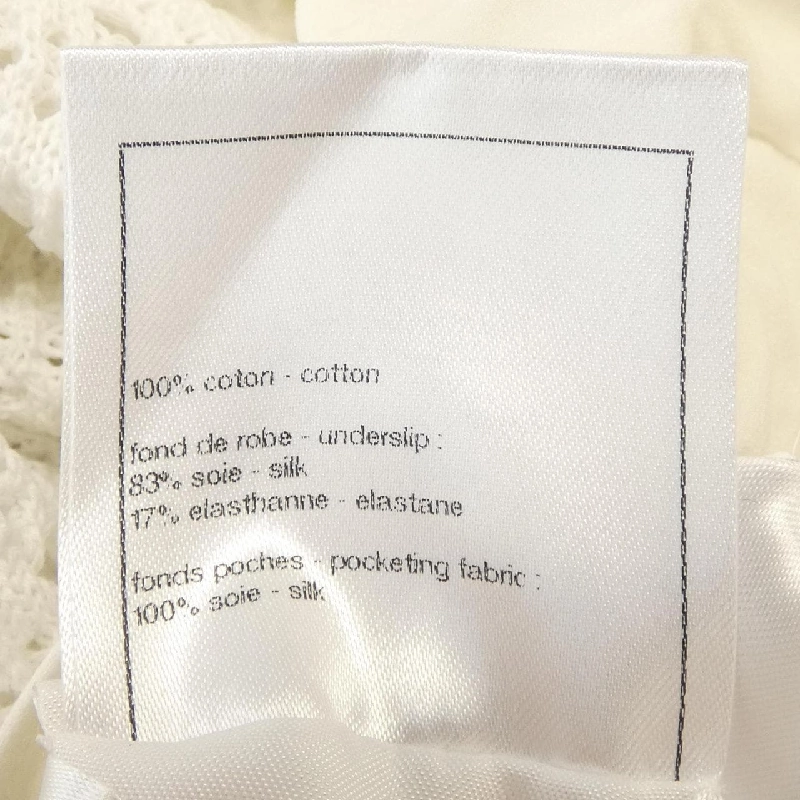 100% coton - cotton
fond de robe - underslip :
83% soie - silk
17% elasthanne - elastane
fonds poches - pocketing fabric :
100% soie - silk